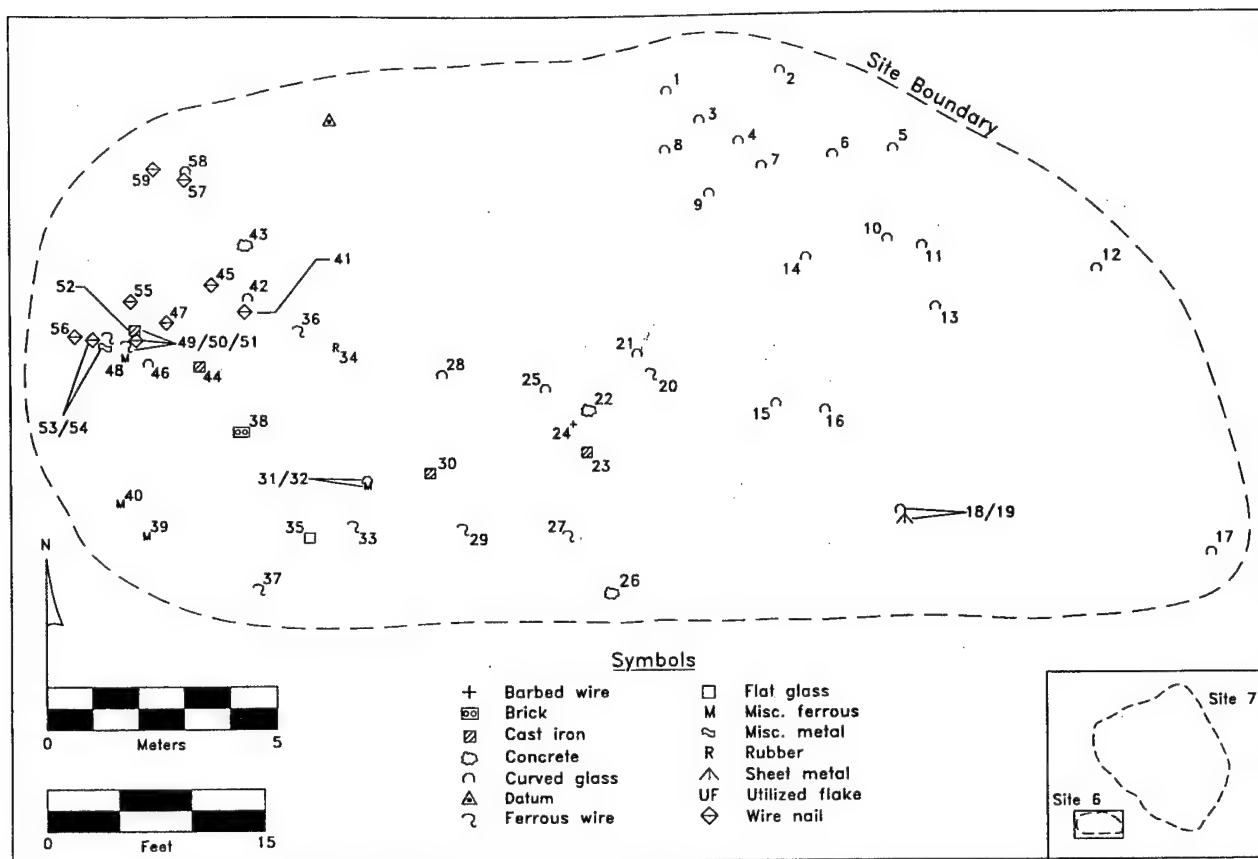 Site Boundary
1
2
3
4
5
6
7
8
9
10
11
12
13
14
15
16
17
18/19
20
21
22
23
24
25
26
27
28
29
30
31/32
33
R
34
35
36
37
38
M 39
M 40
41
42
43
44
45
46
47
M
48
49/50/51
52
53/54
55
56
57
58
59
M
N
0 5
Meters
0 15
Feet
Symbols
Barbed wire
Brick
Cast iron
Concrete
Curved glass
Datum
Ferrous wire
Flat glass
M Misc. ferrous
Misc. metal
R Rubber
Sheet metal
UF Utilized flake
Wire nail
Site 7
Site 6